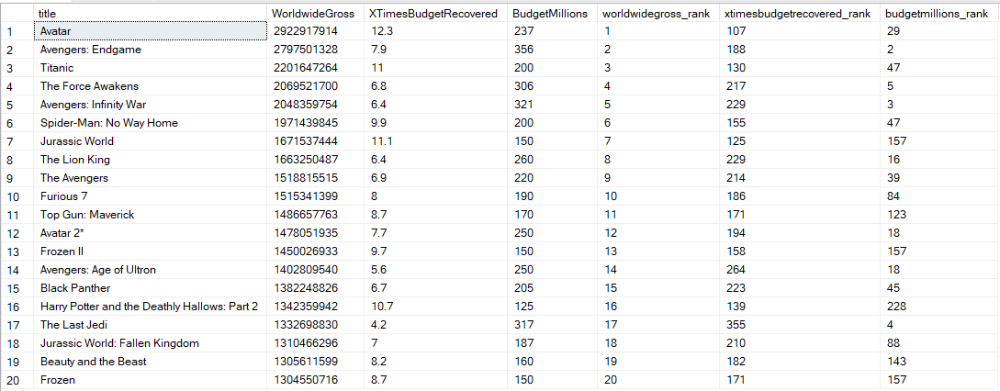 title WorldwideGross XTimesBudgetRecovered BudgetMillions worldwidegross_rank xtimesbudgetrecovered_rank budgetmillions_rank
1 Avatar 2922917914 12.3 237 1 107 29
2 Avengers: Endgame 2797501328 7.9 356 2 188 2
3 Titanic 2201647264 11 200 3 130 47
4 The Force Awakens 2069521700 6.8 306 4 217 5
5 Avengers: Infinity War 2048359754 6.4 321 5 229 3
6 Spider-Man: No Way Home 1971439845 9.9 200 6 155 47
7 Jurassic World 1671537444 11.1 150 7 125 157
8 The Lion King 1663250487 6.4 260 8 229 16
9 The Avengers 1518815515 6.9 220 9 214 39
10 Furious 7 1515341399 8 190 10 186 84
11 Top Gun: Maverick 1486657763 8.7 170 11 171 123
12 Avatar 2* 1478051935 7.7 250 12 194 18
13 Frozen II 1450026933 9.7 150 13 158 157
14 Avengers: Age of Ultron 1402809540 5.6 250 14 264 18
15 Black Panther 1382248826 6.7 205 15 223 45
16 Harry Potter and the Deathly Hallows: Part 2 1342359942 10.7 125 16 139 228
17 The Last Jedi 1332698830 4.2 317 17 355 4
18 Jurassic World: Fallen Kingdom 1310466296 7 187 18 210 88
19 Beauty and the Beast 1305611599 8.2 160 19 182 143
20 Frozen 1304550716 8.7 150 20 171 157